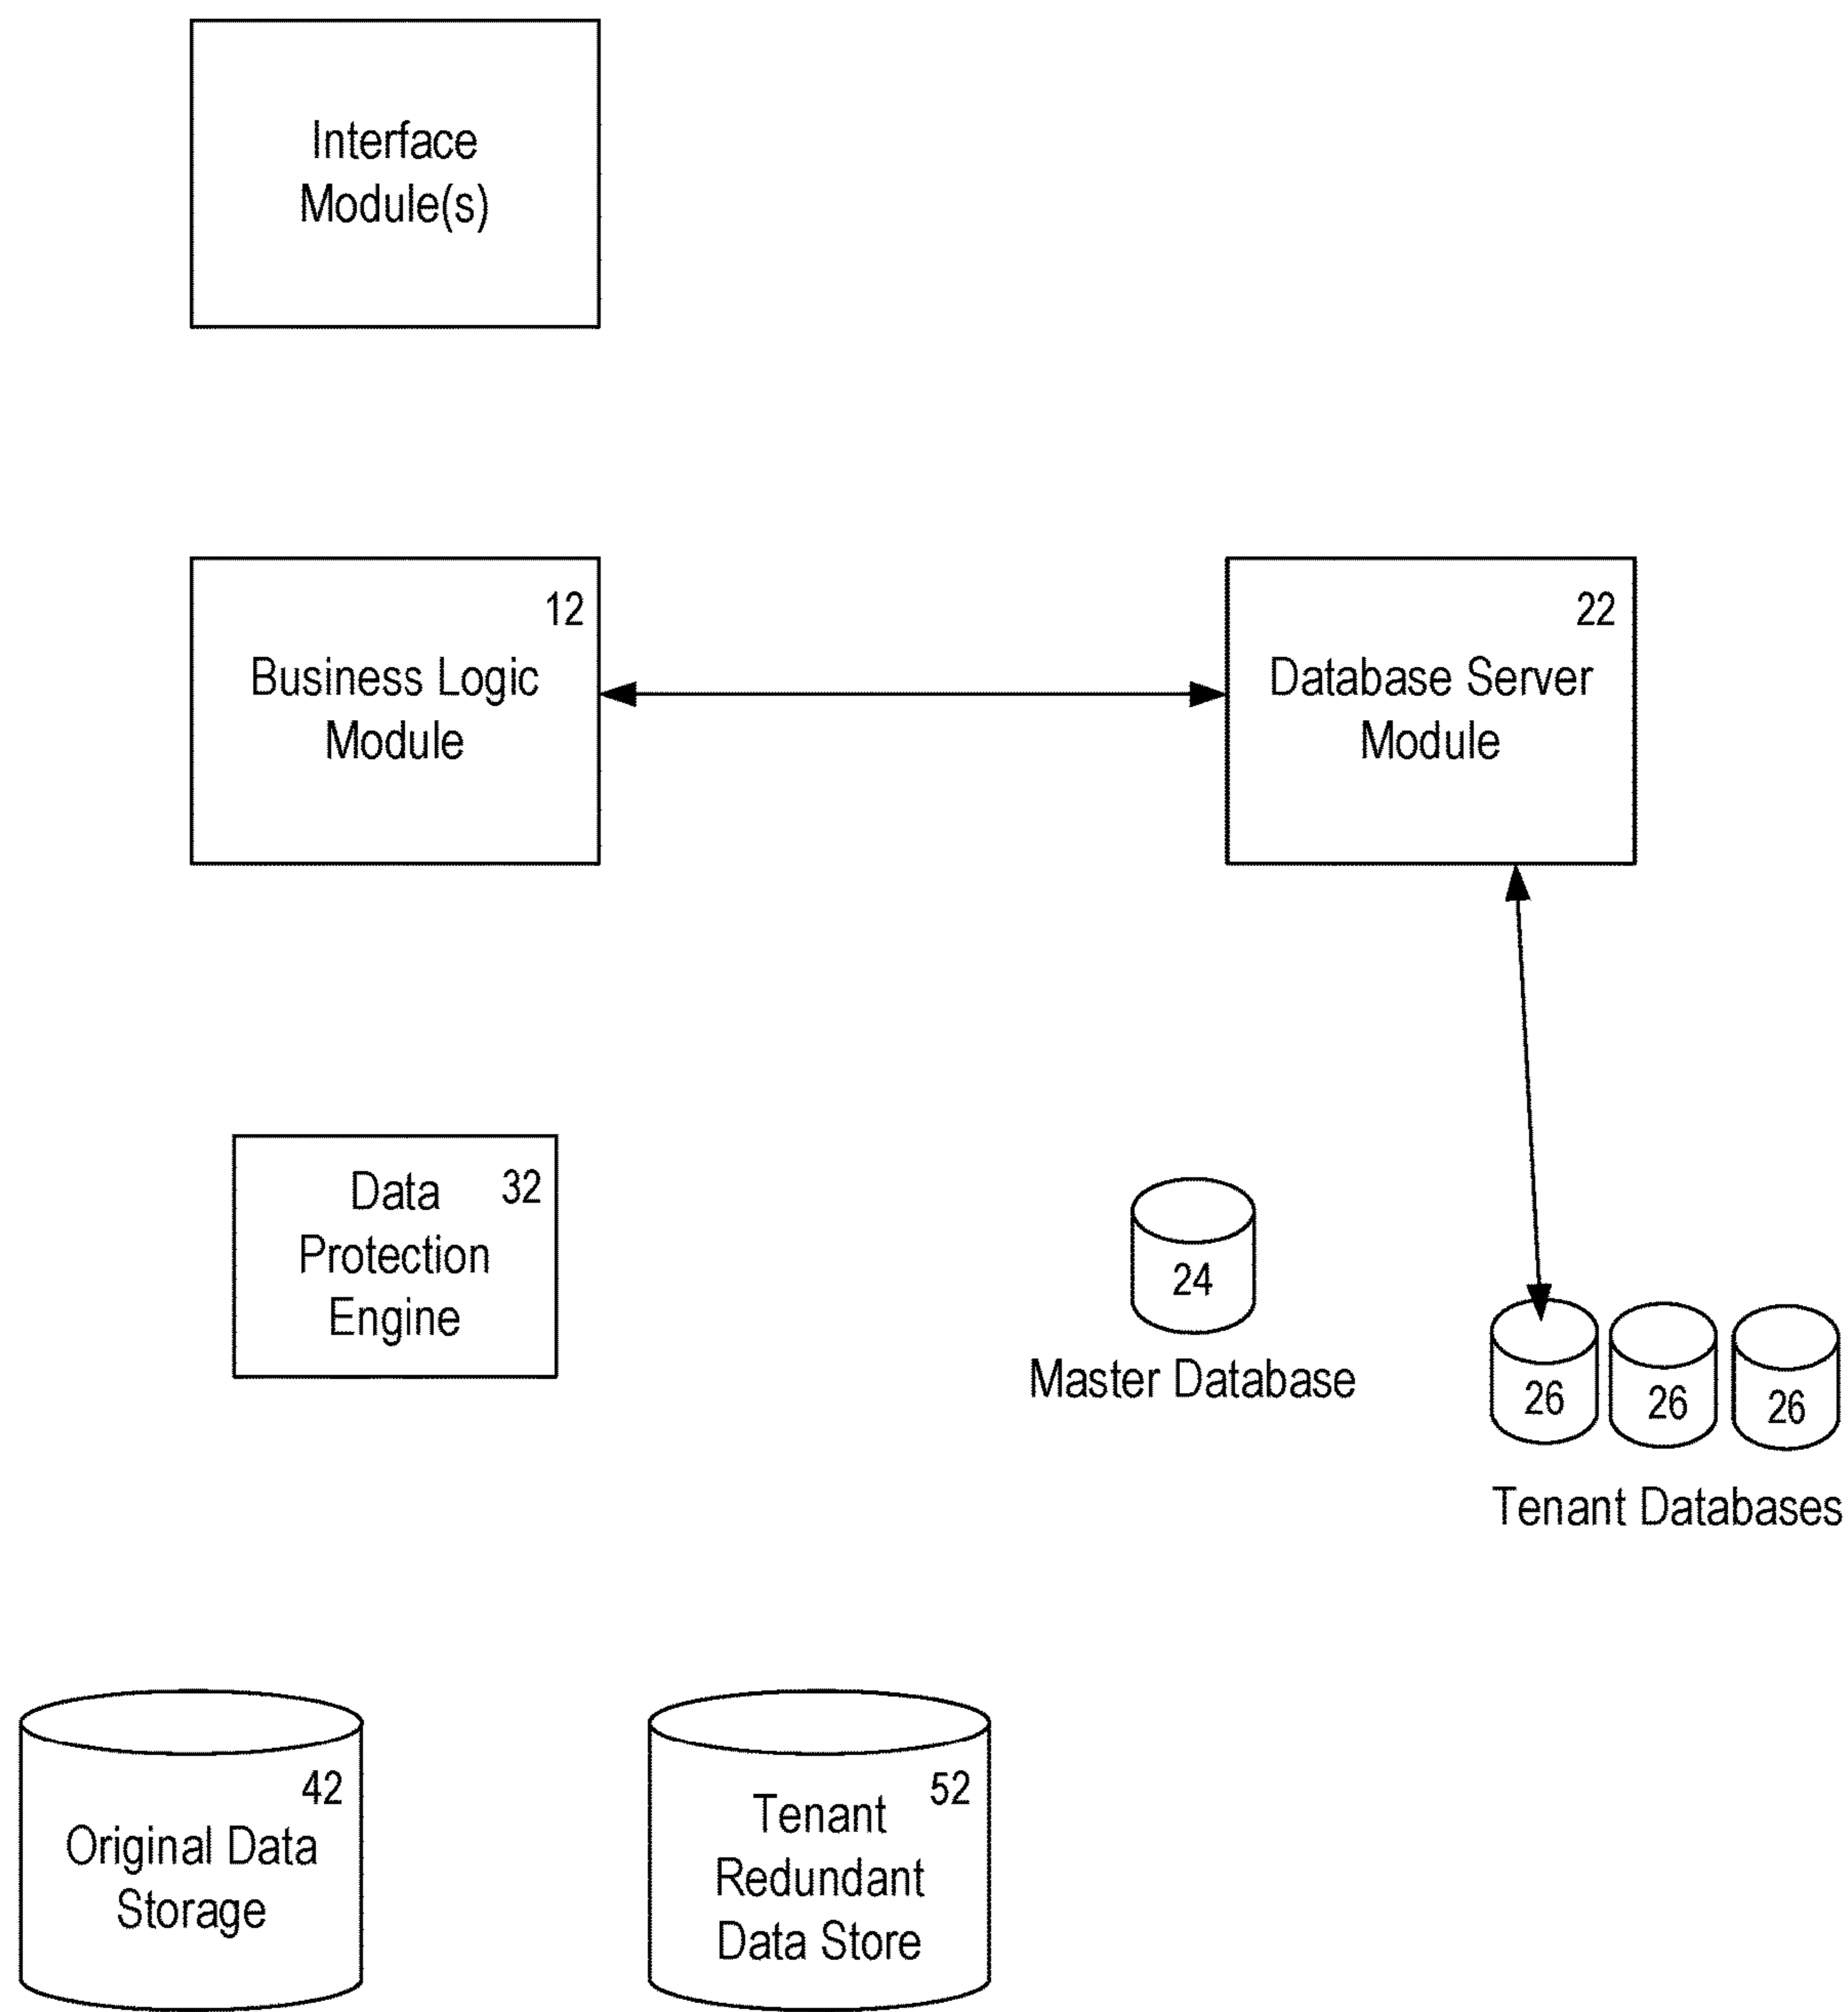 Interface
Module(s)
12
Business Logic
Module
22
Database Server
Module
32
Data
Protection
Engine
24
Master Database
26
26
26
Tenant Databases
42
Original Data
Storage
52
Tenant
Redundant
Data Store